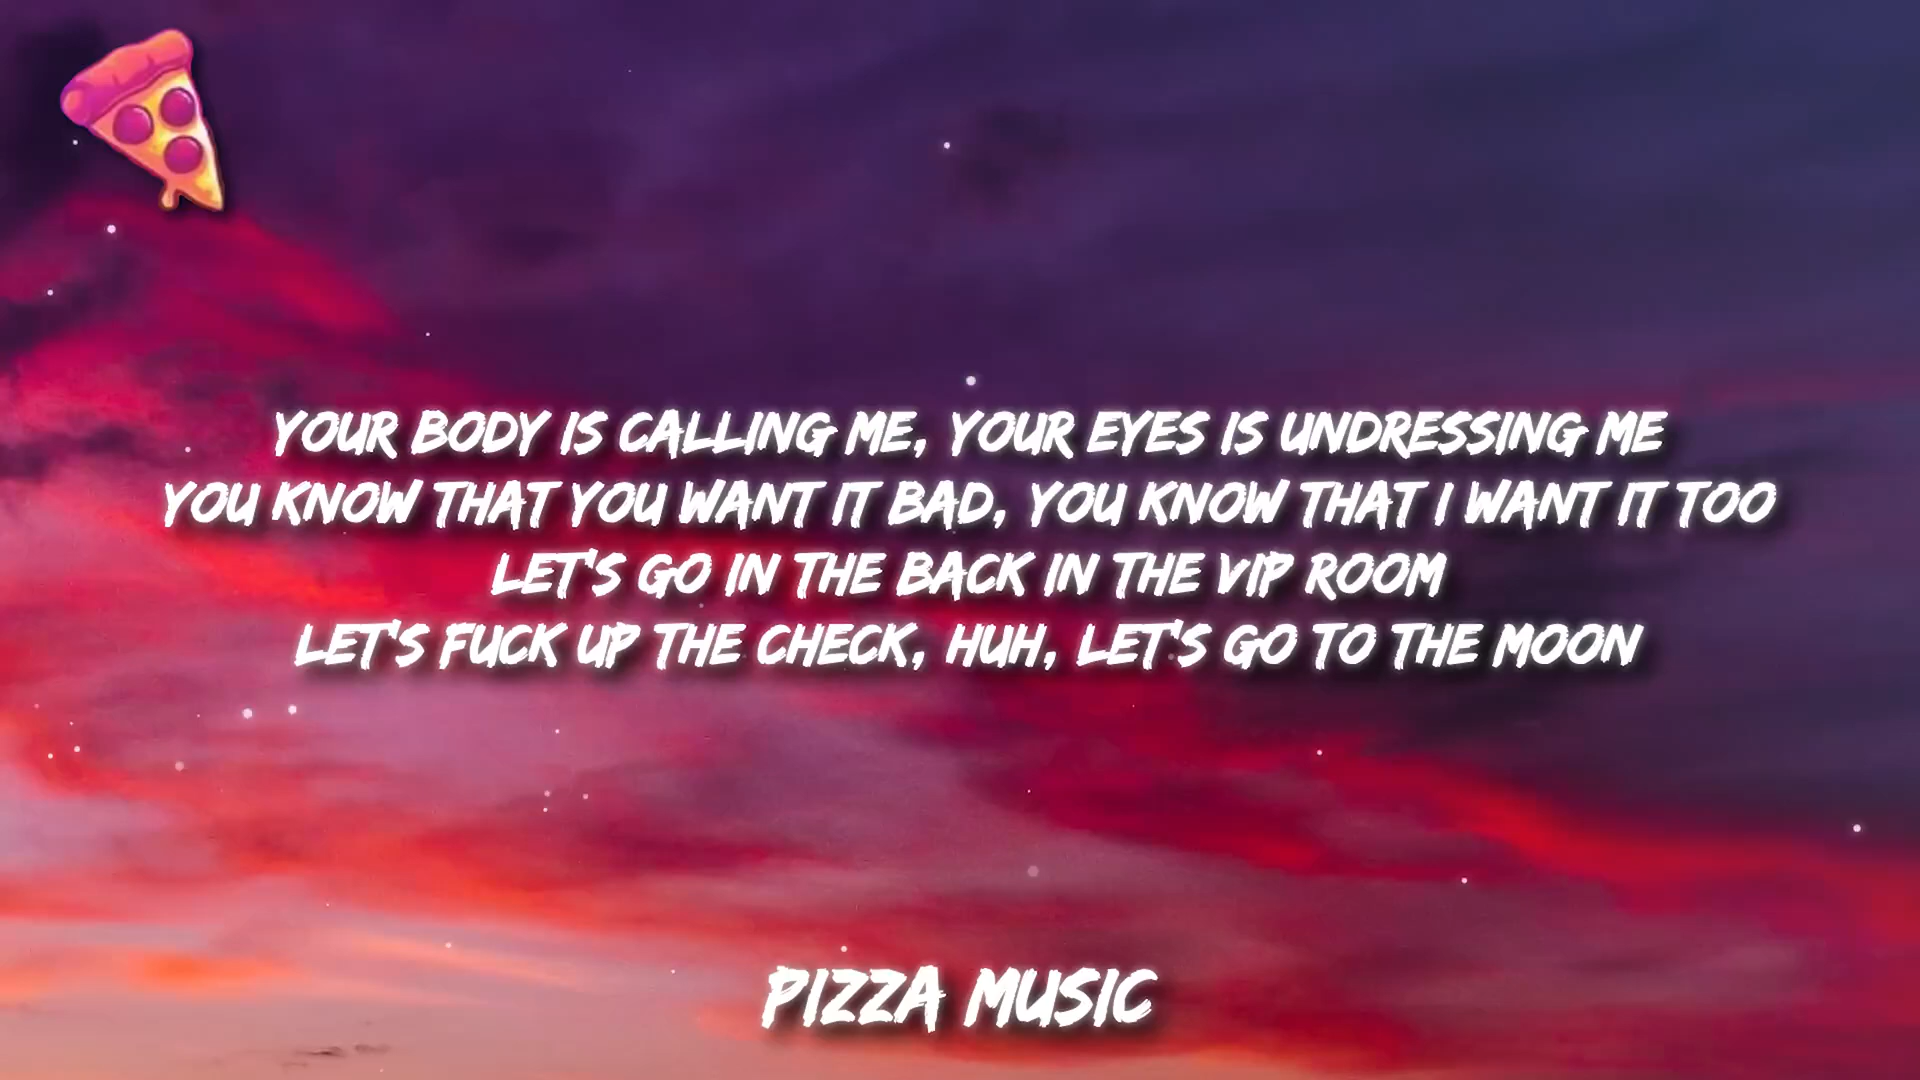 YOUR BODY IS CALLING ME, YOUR EYES IS UNDRESSING ME
YOU KNOW THAT YOU WANT IT BAD, YOU KNOW THAT I WANT IT TOO
LET'S GO IN THE BACK IN THE VIP ROOM
LET'S FUCK UP THE CHECK, HUH, LET'S GO TO THE MOON
PIZZA MUSIC